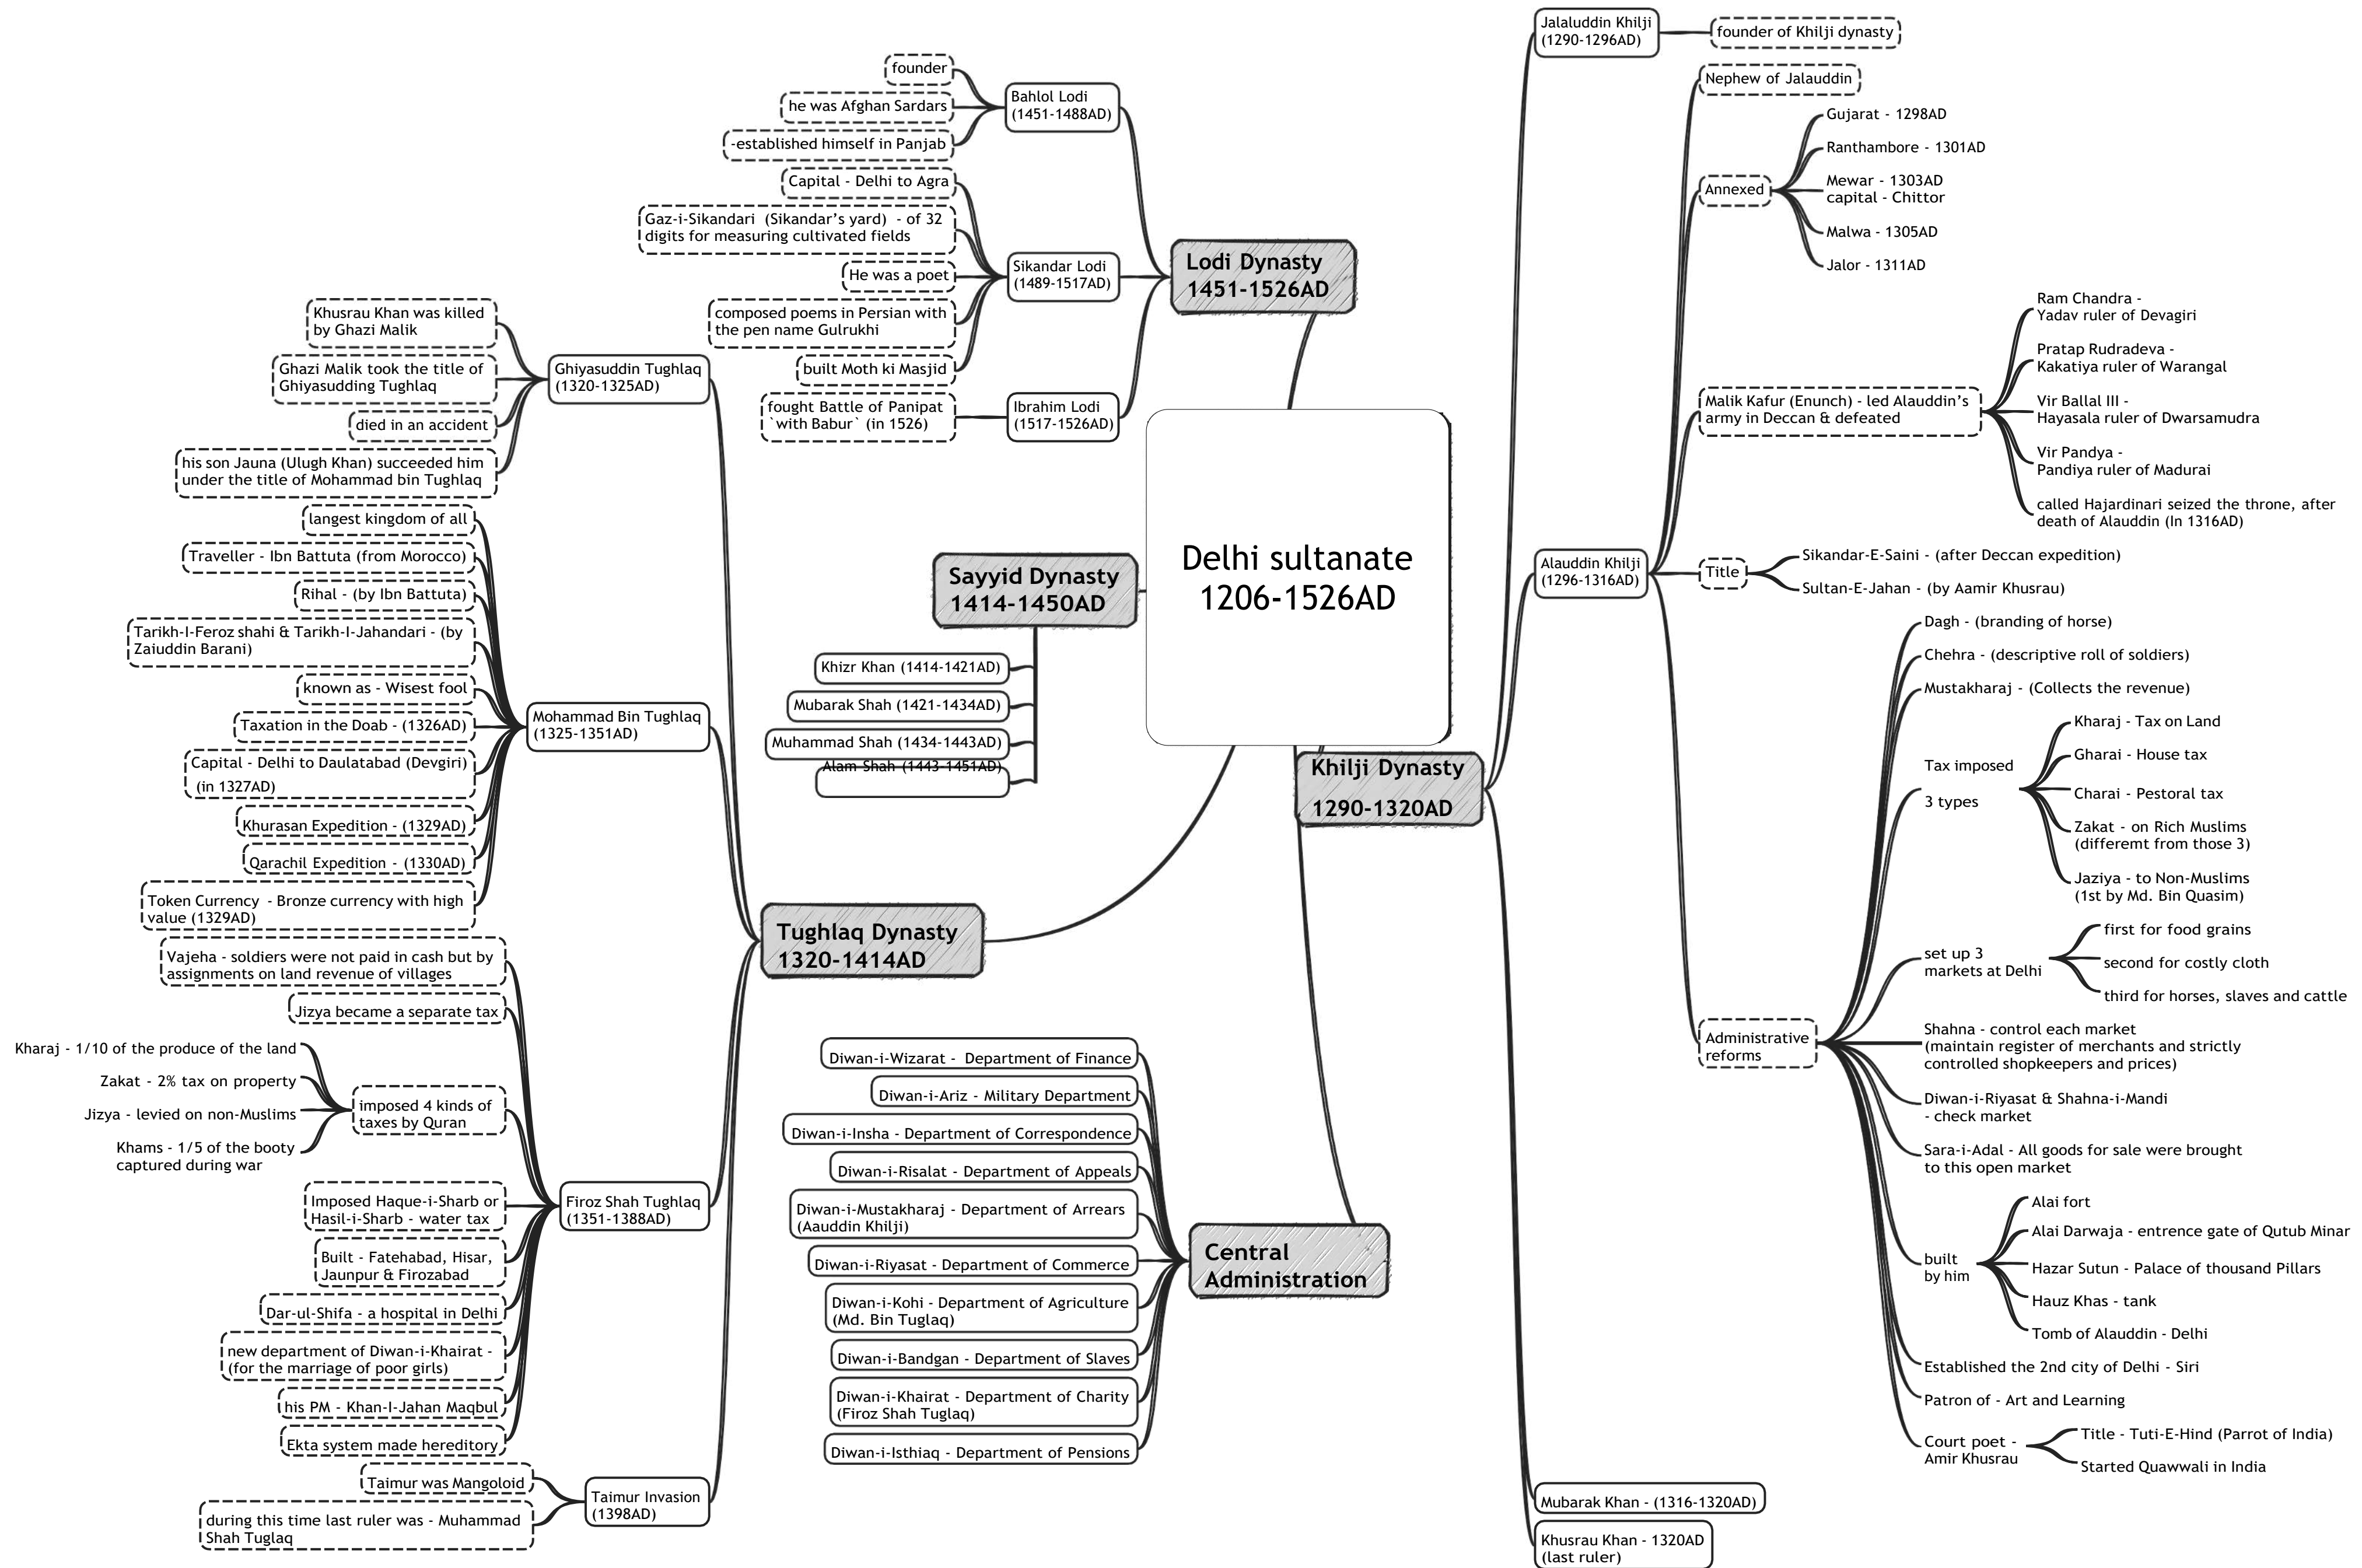 Delhi sultanate
1206-1526AD
Jalaluddin Khilji
(1290-1296AD)
founder of Khilji dynasty
Nephew of Jalauddin
Annexed
Gujarat - 1298AD
Ranthambore - 1301AD
Mewar - 1303AD
capital - Chittor
Malwa - 1305AD
Jalor - 1311AD
Malik Kafur (Enunch) - led Alauddin’s
army in Deccan & defeated
Ram Chandra -
Yadav ruler of Devagiri
Pratap Rudradeva -
Kakatiya ruler of Warangal
Vir Ballal III -
Hayasala ruler of Dwarsamudra
Vir Pandya -
Pandiya ruler of Madurai
called Hajardinari seized the throne, after
death of Alauddin (In 1316AD)
Alauddin Khilji
(1296-1316AD)
Title
Sikandar-E-Saini - (after Deccan expedition)
Sultan-E-Jahan - (by Aamir Khusrau)
Administrative
reforms
Dagh - (branding of horse)
Chehra - (descriptive roll of soldiers)
Mustakharaj - (Collects the revenue)
Tax imposed
3 types
Kharaj - Tax on Land
Gharai - House tax
Charai - Pestoral tax
Zakat - on Rich Muslims
(differemt from those 3)
Jaziya - to Non-Muslims
(1st by Md. Bin Quasim)
set up 3
markets at Delhi
first for food grains
second for costly cloth
third for horses, slaves and cattle
Shahna - control each market
(maintain register of merchants and strictly
controlled shopkeepers and prices)
Diwan-i-Riyasat & Shahna-i-Mandi
- check market
Sara-i-Adal - All goods for sale were brought
to this open market
built
by him
Alai fort
Alai Darwaja - entrence gate of Qutub Minar
Hazar Sutun - Palace of thousand Pillars
Hauz Khas - tank
Tomb of Alauddin - Delhi
Established the 2nd city of Delhi - Siri
Patron of - Art and Learning
Court poet -
Amir Khusrau
Title - Tuti-E-Hind (Parrot of India)
Started Quawwali in India
Khilji Dynasty
1290-1320AD
Mubarak Khan - (1316-1320AD)
Khusrau Khan - 1320AD
(last ruler)
Lodi Dynasty
1451-1526AD
Bahlol Lodi
(1451-1488AD)
founder
he was Afghan Sardars
-established himself in Panjab
Sikandar Lodi
(1489-1517AD)
Capital - Delhi to Agra
Gaz-i-Sikandari (Sikandar’s yard) - of 32
digits for measuring cultivated fields
He was a poet
composed poems in Persian with
the pen name Gulrukhi
built Moth ki Masjid
Ibrahim Lodi
(1517-1526AD)
fought Battle of Panipat
`with Babur` (in 1526)
Sayyid Dynasty
1414-1450AD
Khizr Khan (1414-1421AD)
Mubarak Shah (1421-1434AD)
Muhammad Shah (1434-1443AD)
Alam Shah (1443-1451AD)
Tughlaq Dynasty
1320-1414AD
Ghiyasuddin Tughlaq
(1320-1325AD)
Khusrau Khan was killed
by Ghazi Malik
Ghazi Malik took the title of
Ghiyasudding Tughlaq
died in an accident
his son Jauna (Ulugh Khan) succeeded him
under the title of Mohammad bin Tughlaq
Mohammad Bin Tughlaq
(1325-1351AD)
langest kingdom of all
Traveller - Ibn Battuta (from Morocco)
Rihal - (by Ibn Battuta)
Tarikh-I-Feroz shahi & Tarikh-I-Jahandari - (by
Zaiuddin Barani)
known as - Wisest fool
Taxation in the Doab - (1326AD)
Capital - Delhi to Daulatabad (Devgiri)
(in 1327AD)
Khurasan Expedition - (1329AD)
Qarachil Expedition - (1330AD)
Token Currency - Bronze currency with high
value (1329AD)
Firoz Shah Tughlaq
(1351-1388AD)
Vajeha - soldiers were not paid in cash but by
assignments on land revenue of villages
Jizya became a separate tax
imposed 4 kinds of
taxes by Quran
Kharaj - 1/10 of the produce of the land
Zakat - 2% tax on property
Jizya - levied on non-Muslims
Khams - 1/5 of the booty
captured during war
Imposed Haque-i-Sharb or
Hasil-i-Sharb - water tax
Built - Fatehabad, Hisar,
Jaunpur & Firozabad
Dar-ul-Shifa - a hospital in Delhi
new department of Diwan-i-Khairat -
(for the marriage of poor girls)
his PM - Khan-I-Jahan Maqbul
Ekta system made hereditory
Taimur Invasion
(1398AD)
Taimur was Mangoloid
during this time last ruler was - Muhammad
Shah Tuglaq
Central
Administration
Diwan-i-Wizarat - Department of Finance
Diwan-i-Ariz - Military Department
Diwan-i-Insha - Department of Correspondence
Diwan-i-Risalat - Department of Appeals
Diwan-i-Mustakharaj - Department of Arrears
(Aauddin Khilji)
Diwan-i-Riyasat - Department of Commerce
Diwan-i-Kohi - Department of Agriculture
(Md. Bin Tuglaq)
Diwan-i-Bandgan - Department of Slaves
Diwan-i-Khairat - Department of Charity
(Firoz Shah Tuglaq)
Diwan-i-Isthiaq - Department of Pensions